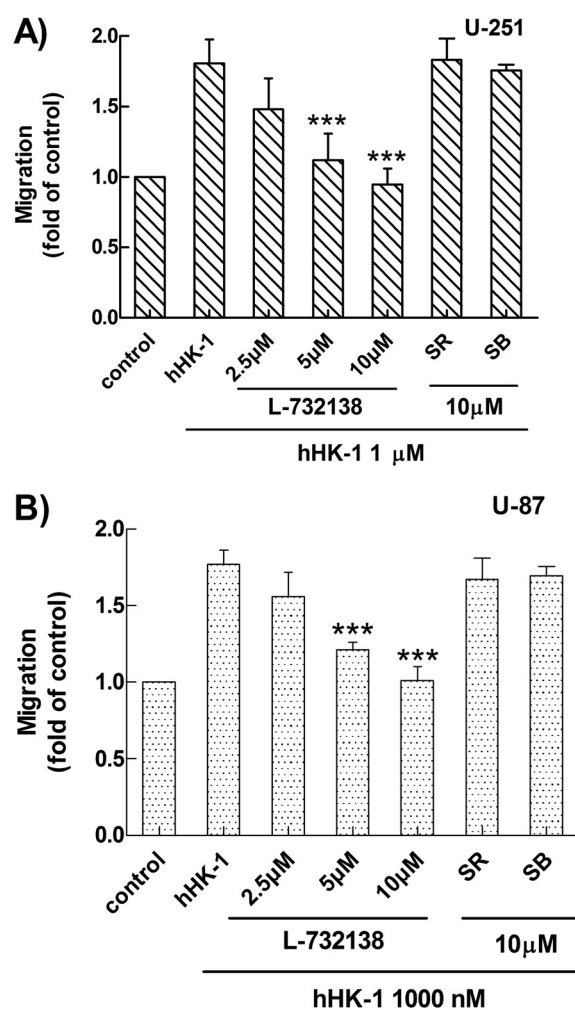 A)
U-251
Migration
(fold of control)
2.0
1.5
1.0
0.5
0.0
***
***
control
hHK-1
2.5μM
5μM
10μM
SR
SB
L-732138
10μM
hHK-1 1 μM
B)
U-87
Migration
(fold of control)
2.0
1.5
1.0
0.5
0.0
***
***
control
hHK-1
2.5μM
5μM
10μM
SR
SB
L-732138
10μM
hHK-1 1000 nM